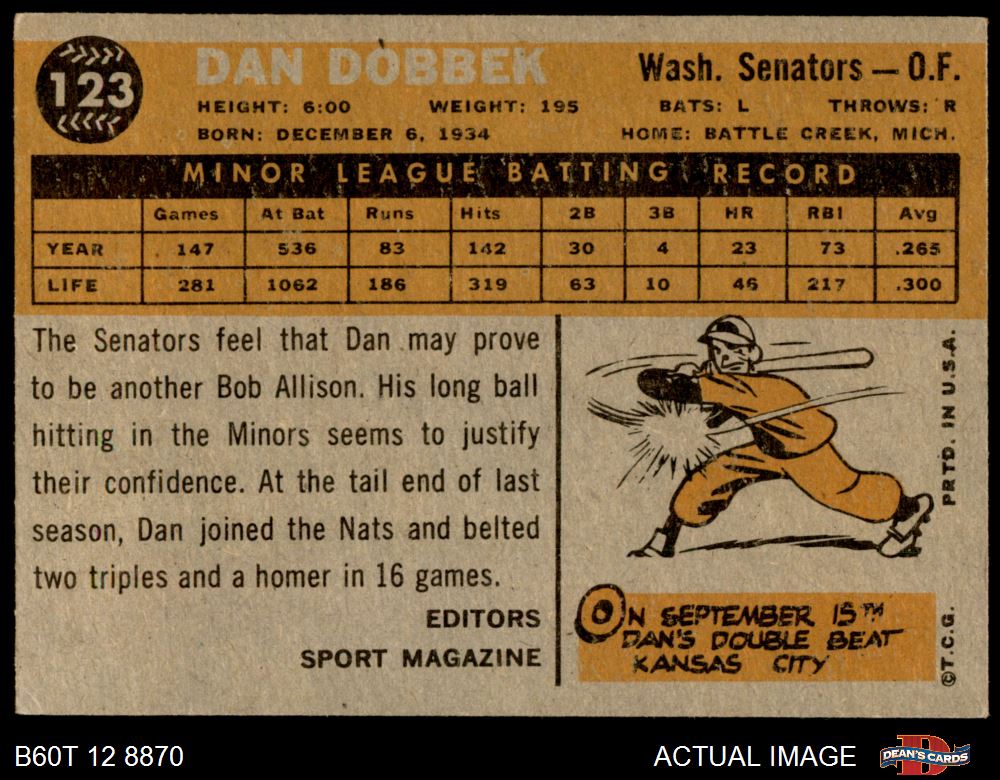 123
DAN DOBBEK
Wash. Senators — O.F.
HEIGHT: 6:00 WEIGHT: 195 BATS: L THROWS: R
BORN: DECEMBER 6, 1934 HOME: BATTLE CREEK, MICH.
MINOR LEAGUE BATTING RECORD
Games At Bat Runs Hits 2B 3B HR RBI Avg
YEAR 147 536 83 142 30 4 23 73 .265
LIFE 281 1062 186 319 63 10 46 217 .300
The Senators feel that Dan may prove
to be another Bob Allison. His long ball
hitting in the Minors seems to justify
their confidence. At the tail end of last
season, Dan joined the Nats and belted
two triples and a homer in 16 games.
EDITORS
SPORT MAGAZINE
ON SEPTEMBER 15TH
DAN'S DOUBLE BEAT
KANSAS CITY
©T.C.G. PRTD. IN U.S.A.
B60T 12 8870
ACTUAL IMAGE
DEAN'S CARDS